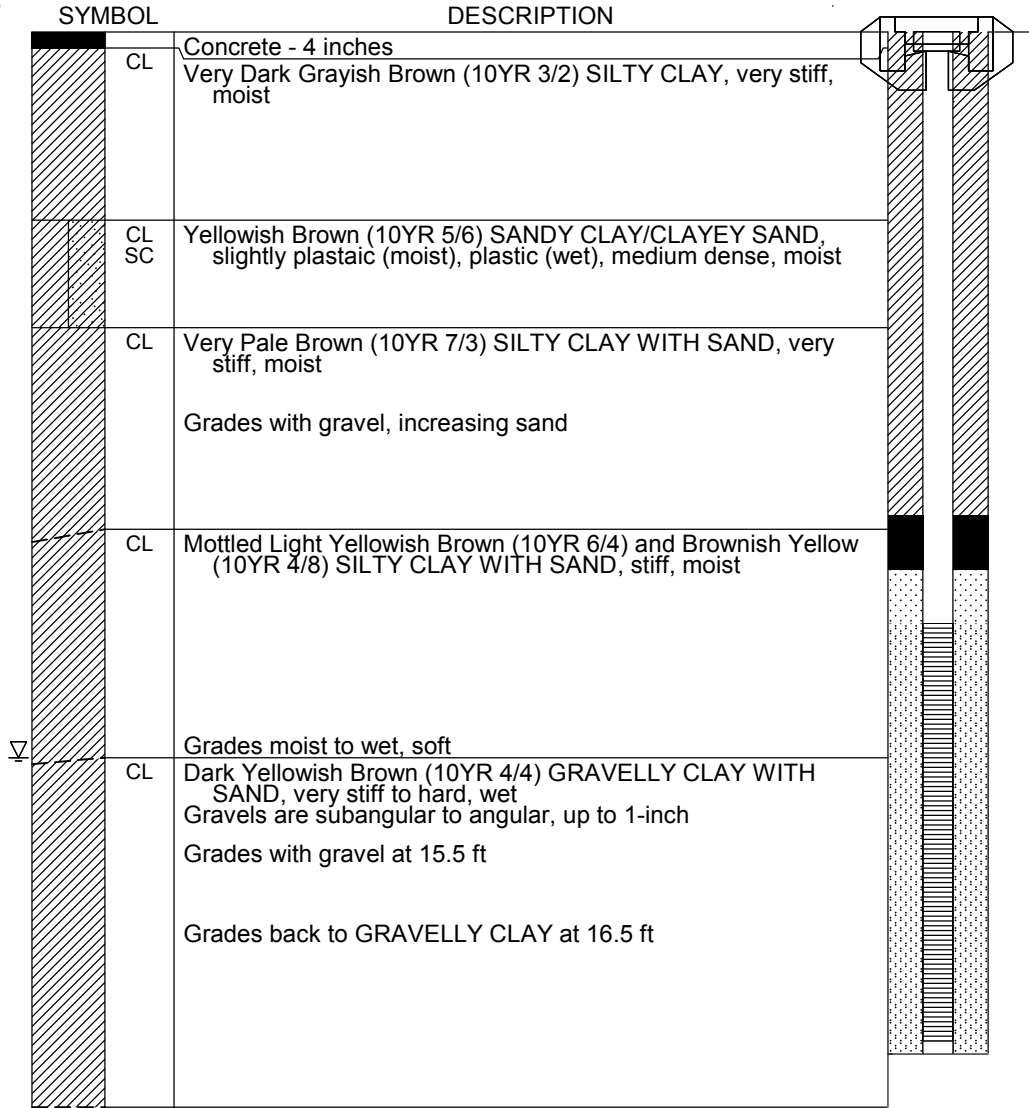 SYMBOL DESCRIPTION
Concrete - 4 inches
CL Very Dark Grayish Brown (10YR 3/2) SILTY CLAY, very stiff,
moist
CL Yellowish Brown (10YR 5/6) SANDY CLAY/CLAYEY SAND,
SC slightly plastaic (moist), plastic (wet), medium dense, moist
CL Very Pale Brown (10YR 7/3) SILTY CLAY WITH SAND, very
stiff, moist
Grades with gravel, increasing sand
CL Mottled Light Yellowish Brown (10YR 6/4) and Brownish Yellow
(10YR 4/8) SILTY CLAY WITH SAND, stiff, moist
Grades moist to wet, soft
CL Dark Yellowish Brown (10YR 4/4) GRAVELLY CLAY WITH
SAND, very stiff to hard, wet
Gravels are subangular to angular, up to 1-inch
Grades with gravel at 15.5 ft
Grades back to GRAVELLY CLAY at 16.5 ft